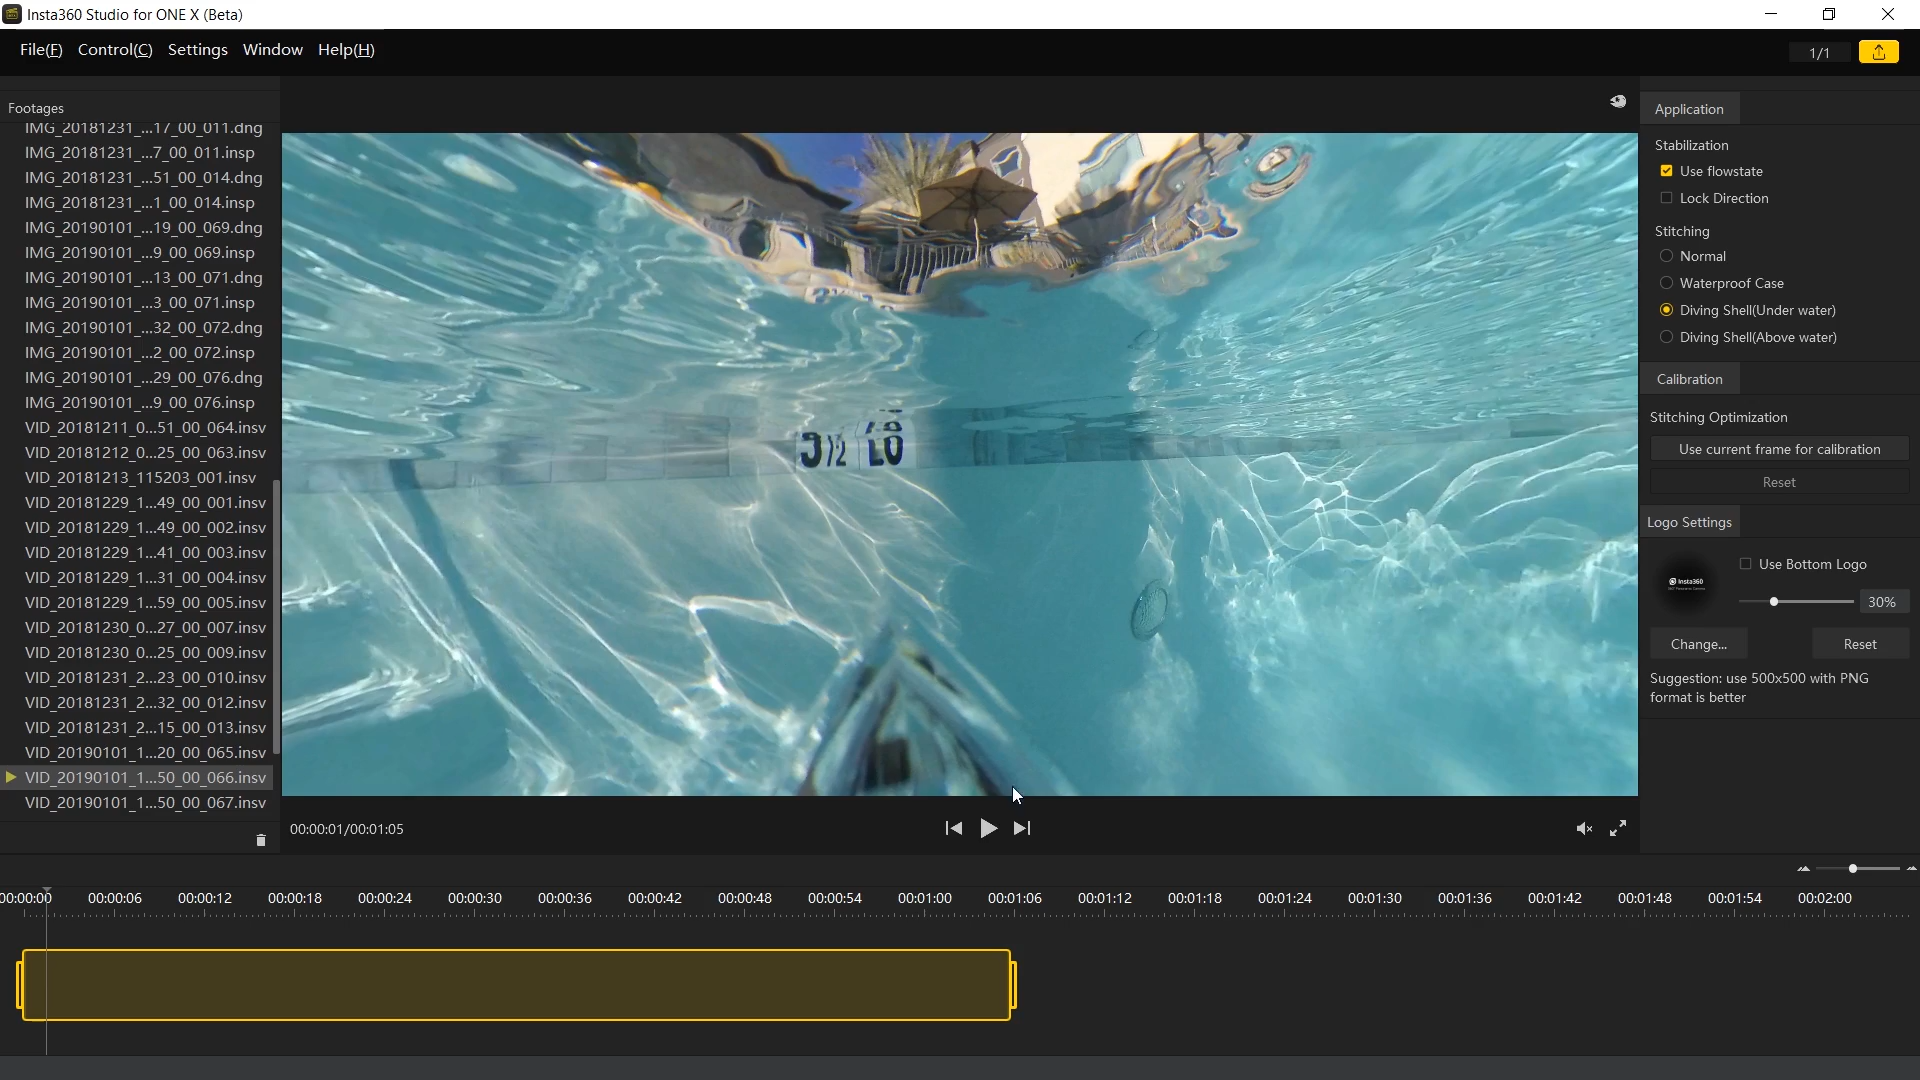 Insta360 Studio for ONE X (Beta)
File(F) Control(C) Settings Window Help(H)
1/1
Footages
IMG_20181231_...17_00_011.dng
IMG_20181231_...7_00_011.insp
IMG_20181231_...51_00_014.dng
IMG_20181231_...1_00_014.insp
IMG_20190101_...19_00_069.dng
IMG_20190101_...9_00_069.insp
IMG_20190101_...13_00_071.dng
IMG_20190101_...3_00_071.insp
IMG_20190101_...32_00_072.dng
IMG_20190101_...2_00_072.insp
IMG_20190101_...29_00_076.dng
IMG_20190101_...9_00_076.insp
VID_20181211_0...51_00_064.insv
VID_20181212_0...25_00_063.insv
VID_20181213_115203_001.insv
VID_20181229_1...49_00_001.insv
VID_20181229_1...49_00_002.insv
VID_20181229_1...41_00_003.insv
VID_20181229_1...31_00_004.insv
VID_20181229_1...59_00_005.insv
VID_20181230_0...27_00_007.insv
VID_20181230_0...25_00_009.insv
VID_20181231_2...23_00_010.insv
VID_20181231_2...32_00_012.insv
VID_20181231_2...15_00_013.insv
VID_20190101_1...20_00_065.insv
VID_20190101_1...50_00_066.insv
VID_20190101_1...50_00_067.insv
3 1/2
Application
Stabilization
Use flowstate
Lock Direction
Stitching
Normal
Waterproof Case
Diving Shell(Under water)
Diving Shell(Above water)
Calibration
Stitching Optimization
Use current frame for calibration
Reset
Logo Settings
Insta360
Use Bottom Logo
30%
Change... Reset
Suggestion: use 500x500 with PNG
format is better
00:00:01/00:01:05
00:00:00 00:00:06 00:00:12 00:00:18 00:00:24 00:00:30 00:00:36 00:00:42 00:00:48 00:00:54 00:01:00 00:01:06 00:01:12 00:01:18 00:01:24 00:01:30 00:01:36 00:01:42 00:01:48 00:01:54 00:02:00